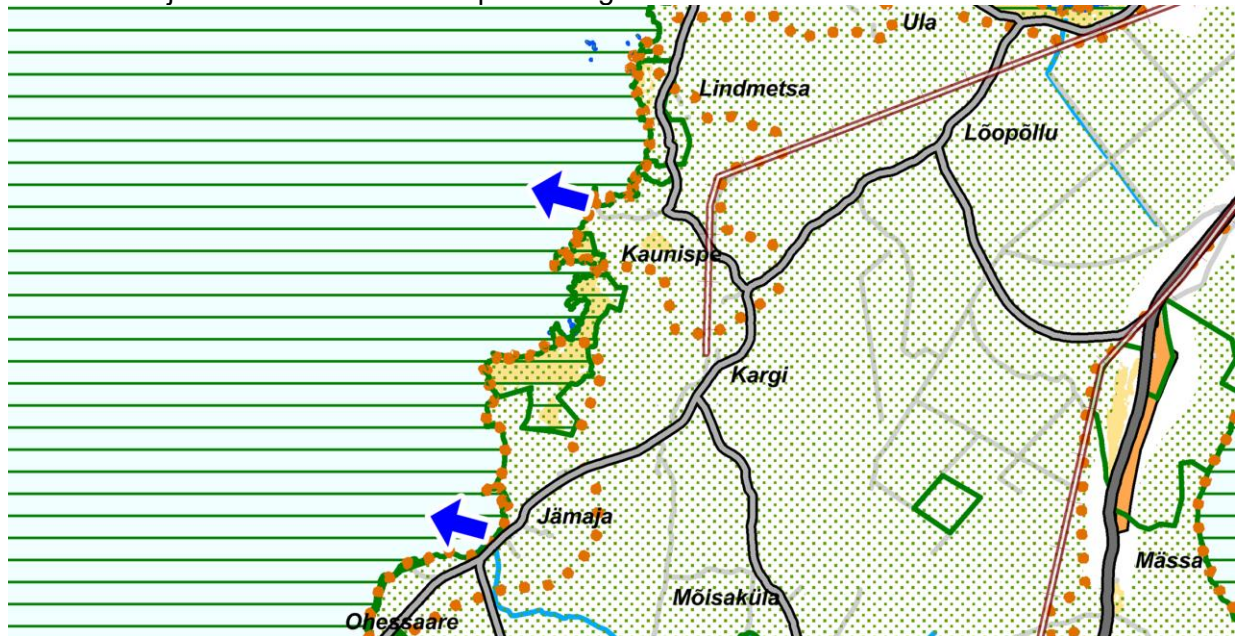 Ula
Lindmetsa
Lõopõllu
Kaunispe
Kargi
Jämaja
Mässa
Mõisaküla
Ohessaare